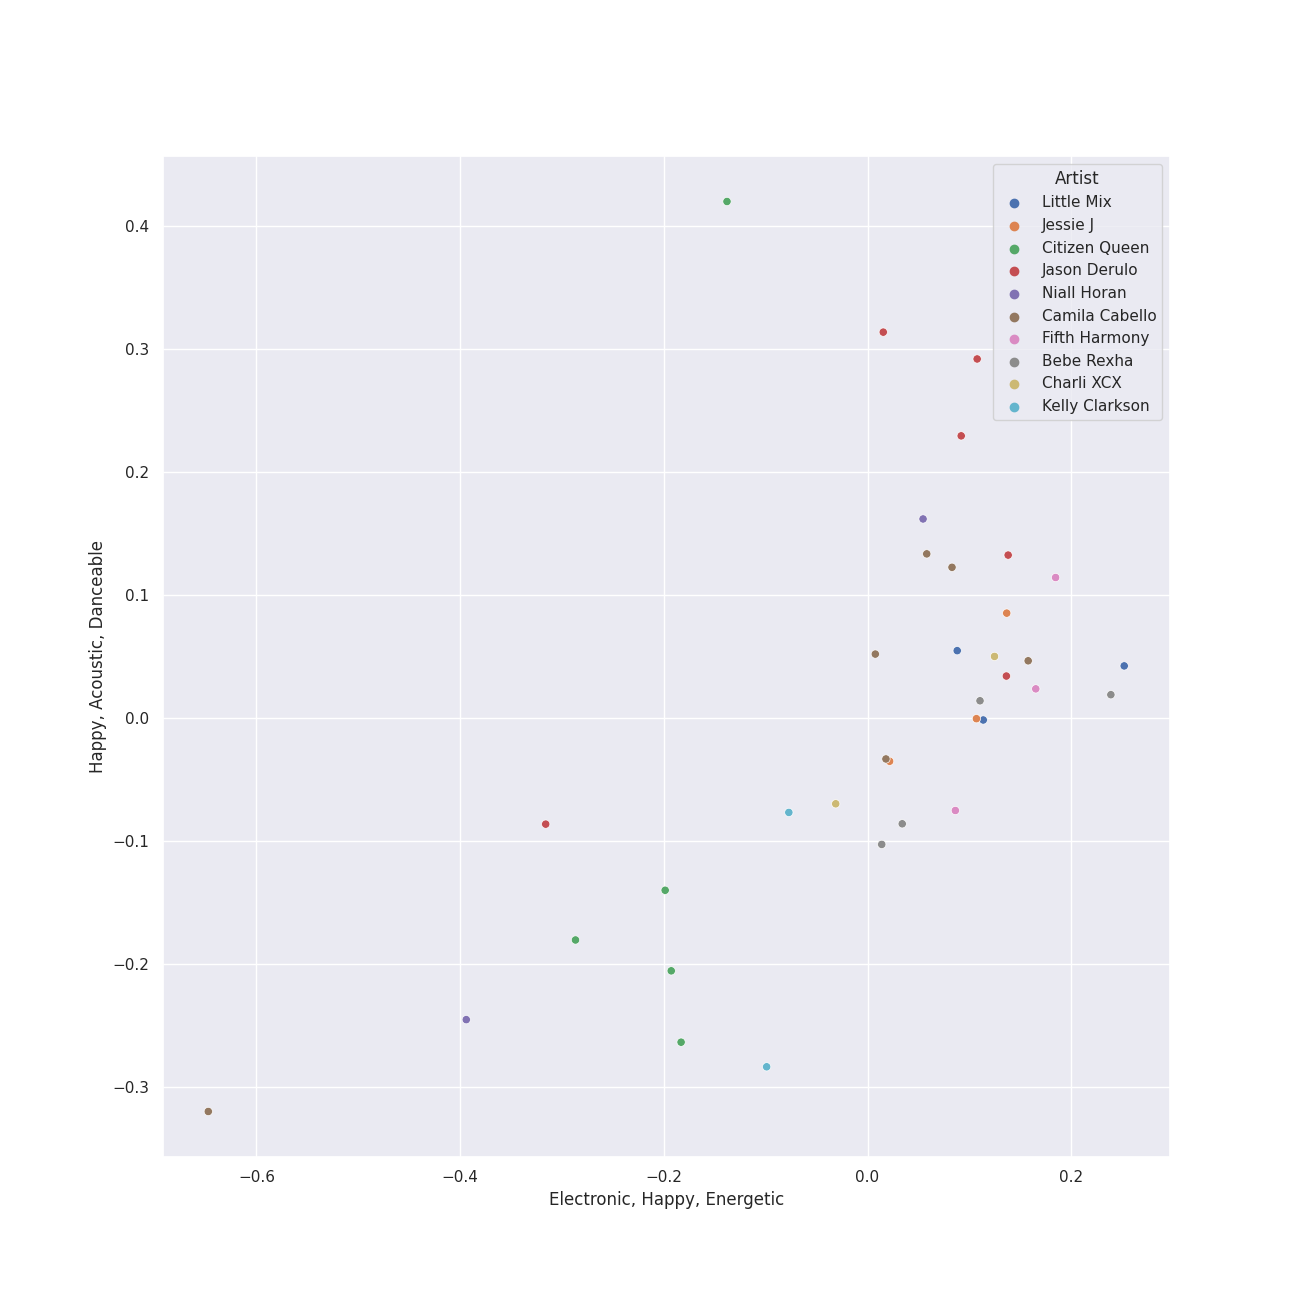 Artist
Little Mix
Jessie J
Citizen Queen
Jason Derulo
Niall Horan
Camila Cabello
Fifth Harmony
Bebe Rexha
Charli XCX
Kelly Clarkson
0.4
0.3
0.2
0.1
0.0
−0.1
−0.2
−0.3
Happy, Acoustic, Danceable
−0.6
−0.4
−0.2
0.0
0.2
Electronic, Happy, Energetic